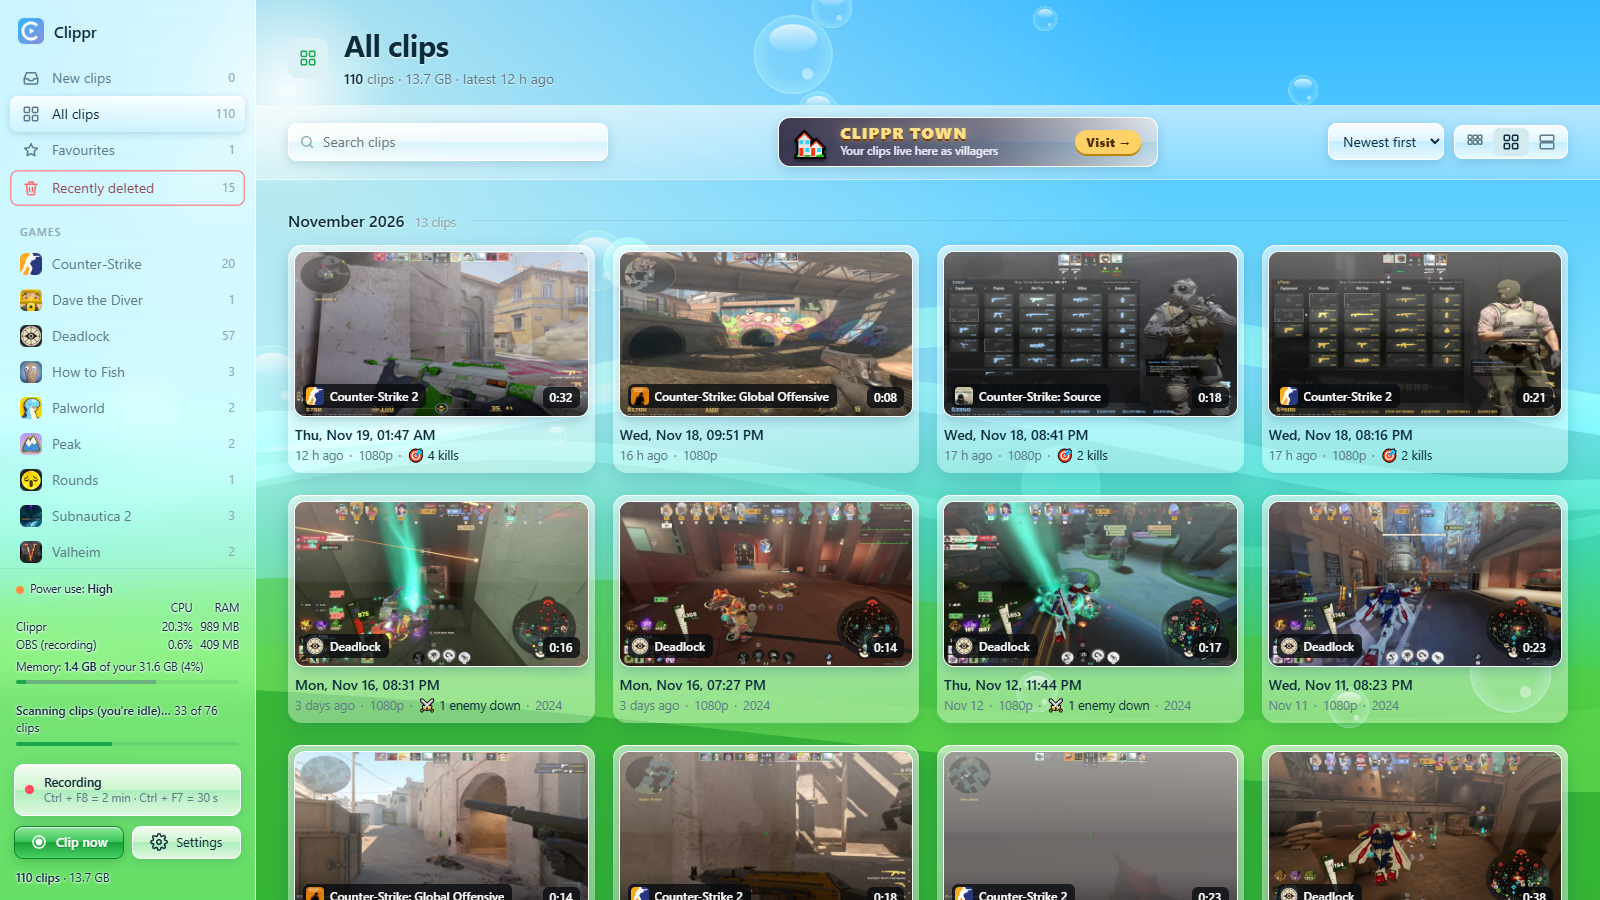 Clippr
New clips 0
All clips 110
Favourites 1
Recently deleted 15
GAMES
Counter-Strike 20
Dave the Diver 1
Deadlock 57
How to Fish 3
Palworld 2
Peak 2
Rounds 1
Subnautica 2 3
Valheim 2
Power use: High
CPU RAM
Clippr 20.3% 989 MB
OBS (recording) 0.6% 409 MB
Memory: 1.4 GB of your 31.6 GB (4%)
Scanning clips (you're idle)... 33 of 76
clips
Recording
Ctrl + F8 = 2 min · Ctrl + F7 = 30 s
Clip now Settings
110 clips · 13.7 GB
All clips
110 clips · 13.7 GB · latest 12 h ago
Search clips
CLIPPR TOWN
Your clips live here as villagers
Visit →
Newest first
November 2026 13 clips
Counter-Strike 2 0:32
Thu, Nov 19, 01:47 AM
12 h ago · 1080p · 4 kills
Counter-Strike: Global Offensive 0:08
Wed, Nov 18, 09:51 PM
16 h ago · 1080p
Counter-Strike: Source 0:18
Wed, Nov 18, 08:41 PM
17 h ago · 1080p · 2 kills
Counter-Strike 2 0:21
Wed, Nov 18, 08:16 PM
17 h ago · 1080p · 2 kills
Deadlock 0:16
Mon, Nov 16, 08:31 PM
3 days ago · 1080p · 1 enemy down · 2024
Deadlock 0:14
Mon, Nov 16, 07:27 PM
3 days ago · 1080p · 2024
Deadlock 0:17
Thu, Nov 12, 11:44 PM
Nov 12 · 1080p · 1 enemy down · 2024
Deadlock 0:23
Wed, Nov 11, 08:23 PM
Nov 11 · 1080p · 2024
Counter-Strike: Global Offensive 0:14
Counter-Strike 2 0:18
Counter-Strike 2 0:23
Deadlock 0:38